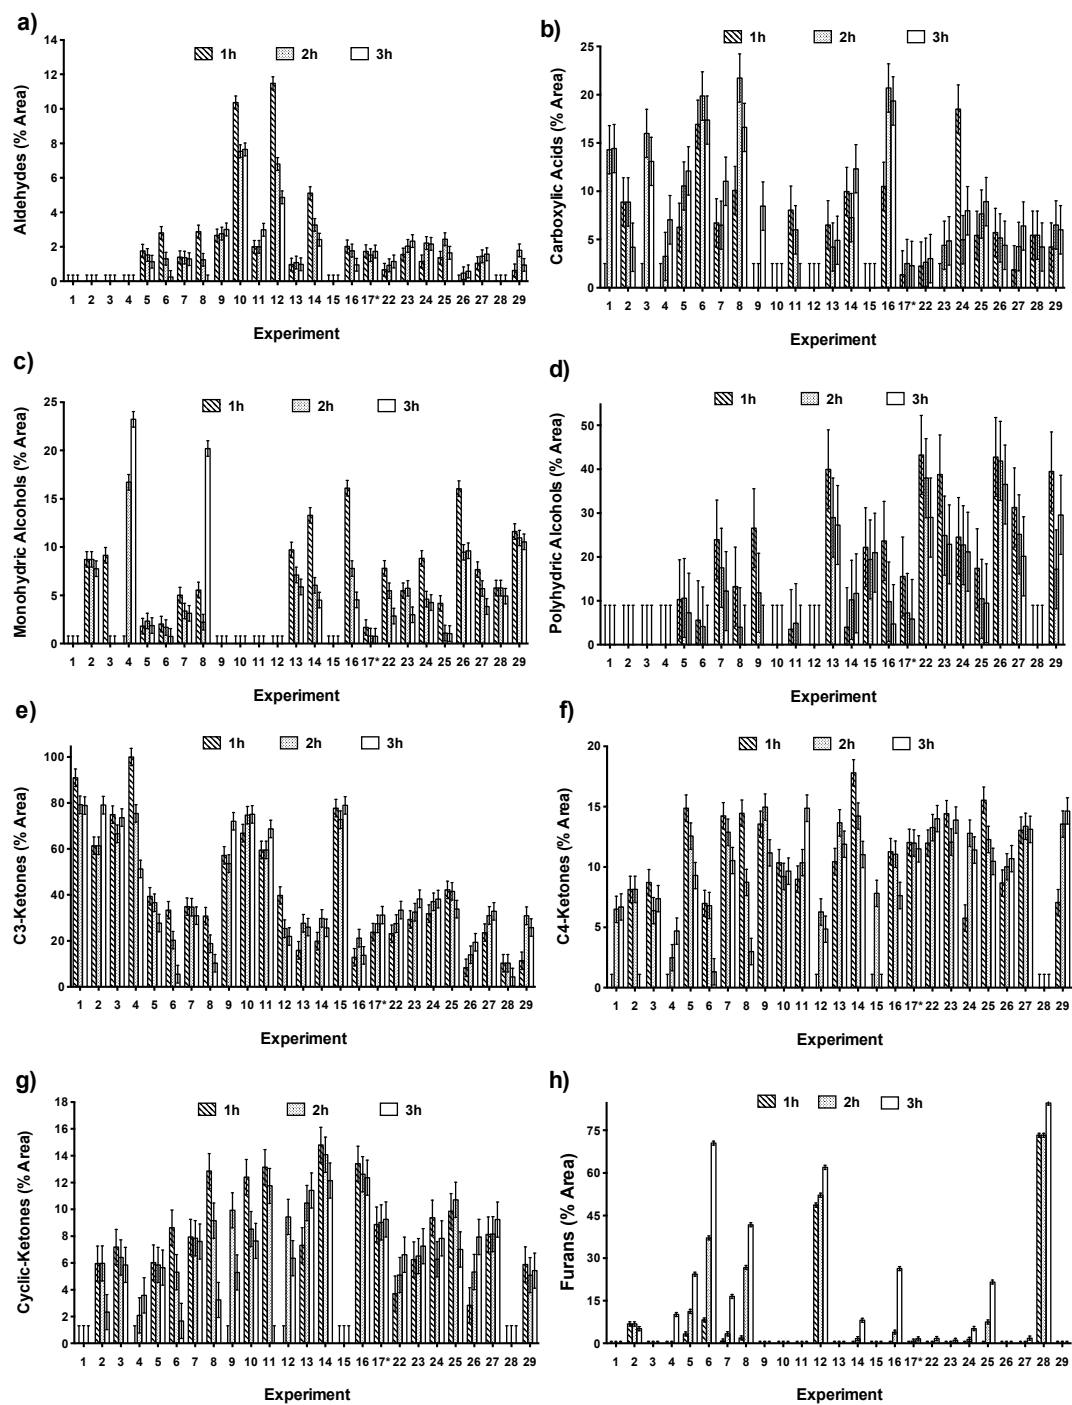 a)
1h 2h 3h
Aldehydes (% Area)
14
12
10
8
6
4
2
0
1 2 3 4 5 6 7 8 9 10 11 12 13 14 15 16 17* 22 23 24 25 26 27 28 29
Experiment
b)
1h 2h 3h
Carboxylic Acids (% Area)
25
20
15
10
5
0
1 2 3 4 5 6 7 8 9 10 11 12 13 14 15 16 17* 22 23 24 25 26 27 28 29
Experiment
c)
1h 2h 3h
Monohydric Alcohols (% Area)
25
20
15
10
5
0
1 2 3 4 5 6 7 8 9 10 11 12 13 14 15 16 17* 22 23 24 25 26 27 28 29
Experiment
d)
1h 2h 3h
Polyhydric Alcohols (% Area)
50
40
30
20
10
0
1 2 3 4 5 6 7 8 9 10 11 12 13 14 15 16 17* 22 23 24 25 26 27 28 29
Experiment
e)
1h 2h 3h
C3-Ketones (% Area)
100
80
60
40
20
0
1 2 3 4 5 6 7 8 9 10 11 12 13 14 15 16 17* 22 23 24 25 26 27 28 29
Experiment
f)
1h 2h 3h
C4-Ketones (% Area)
20
15
10
5
0
1 2 3 4 5 6 7 8 9 10 11 12 13 14 15 16 17* 22 23 24 25 26 27 28 29
Experiment
g)
1h 2h 3h
Cyclic-Ketones (% Area)
18
16
14
12
10
8
6
4
2
0
1 2 3 4 5 6 7 8 9 10 11 12 13 14 15 16 17* 22 23 24 25 26 27 28 29
Experiment
h)
1h 2h 3h
Furans (% Area)
75
60
45
30
15
0
1 2 3 4 5 6 7 8 9 10 11 12 13 14 15 16 17* 22 23 24 25 26 27 28 29
Experiment